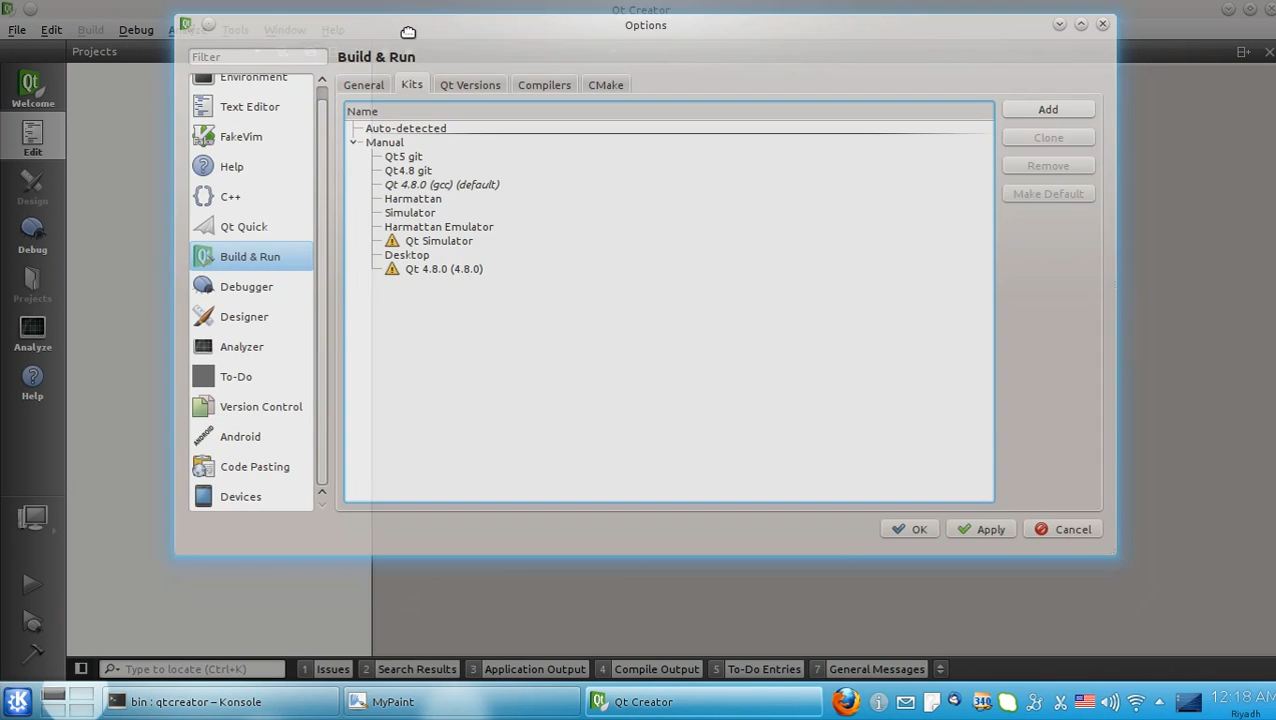 Qt Creator
Options
File Edit Build Debug Tools Window Help
Projects
Filter
Build & Run
Environment
Text Editor
FakeVim
Help
C++
Qt Quick
Build & Run
Debugger
Designer
Analyzer
To-Do
Version Control
Android
Code Pasting
Devices
General Kits Qt Versions Compilers CMake
Name
Auto-detected
Manual
Qt5 git
Qt4.8 git
Qt 4.8.0 (gcc) (default)
Harmattan
Simulator
Harmattan Emulator
Qt Simulator
Desktop
Qt 4.8.0 (4.8.0)
Add
Clone
Remove
Make Default
OK Apply Cancel
Welcome
Edit
Design
Debug
Projects
Analyze
Help
Type to locate (Ctrl+K) 1 Issues 2 Search Results 3 Application Output 4 Compile Output 5 To-Do Entries 7 General Messages
bin : qtcreator – Konsole MyPaint Qt Creator 340 12:18 AM
Riyadh